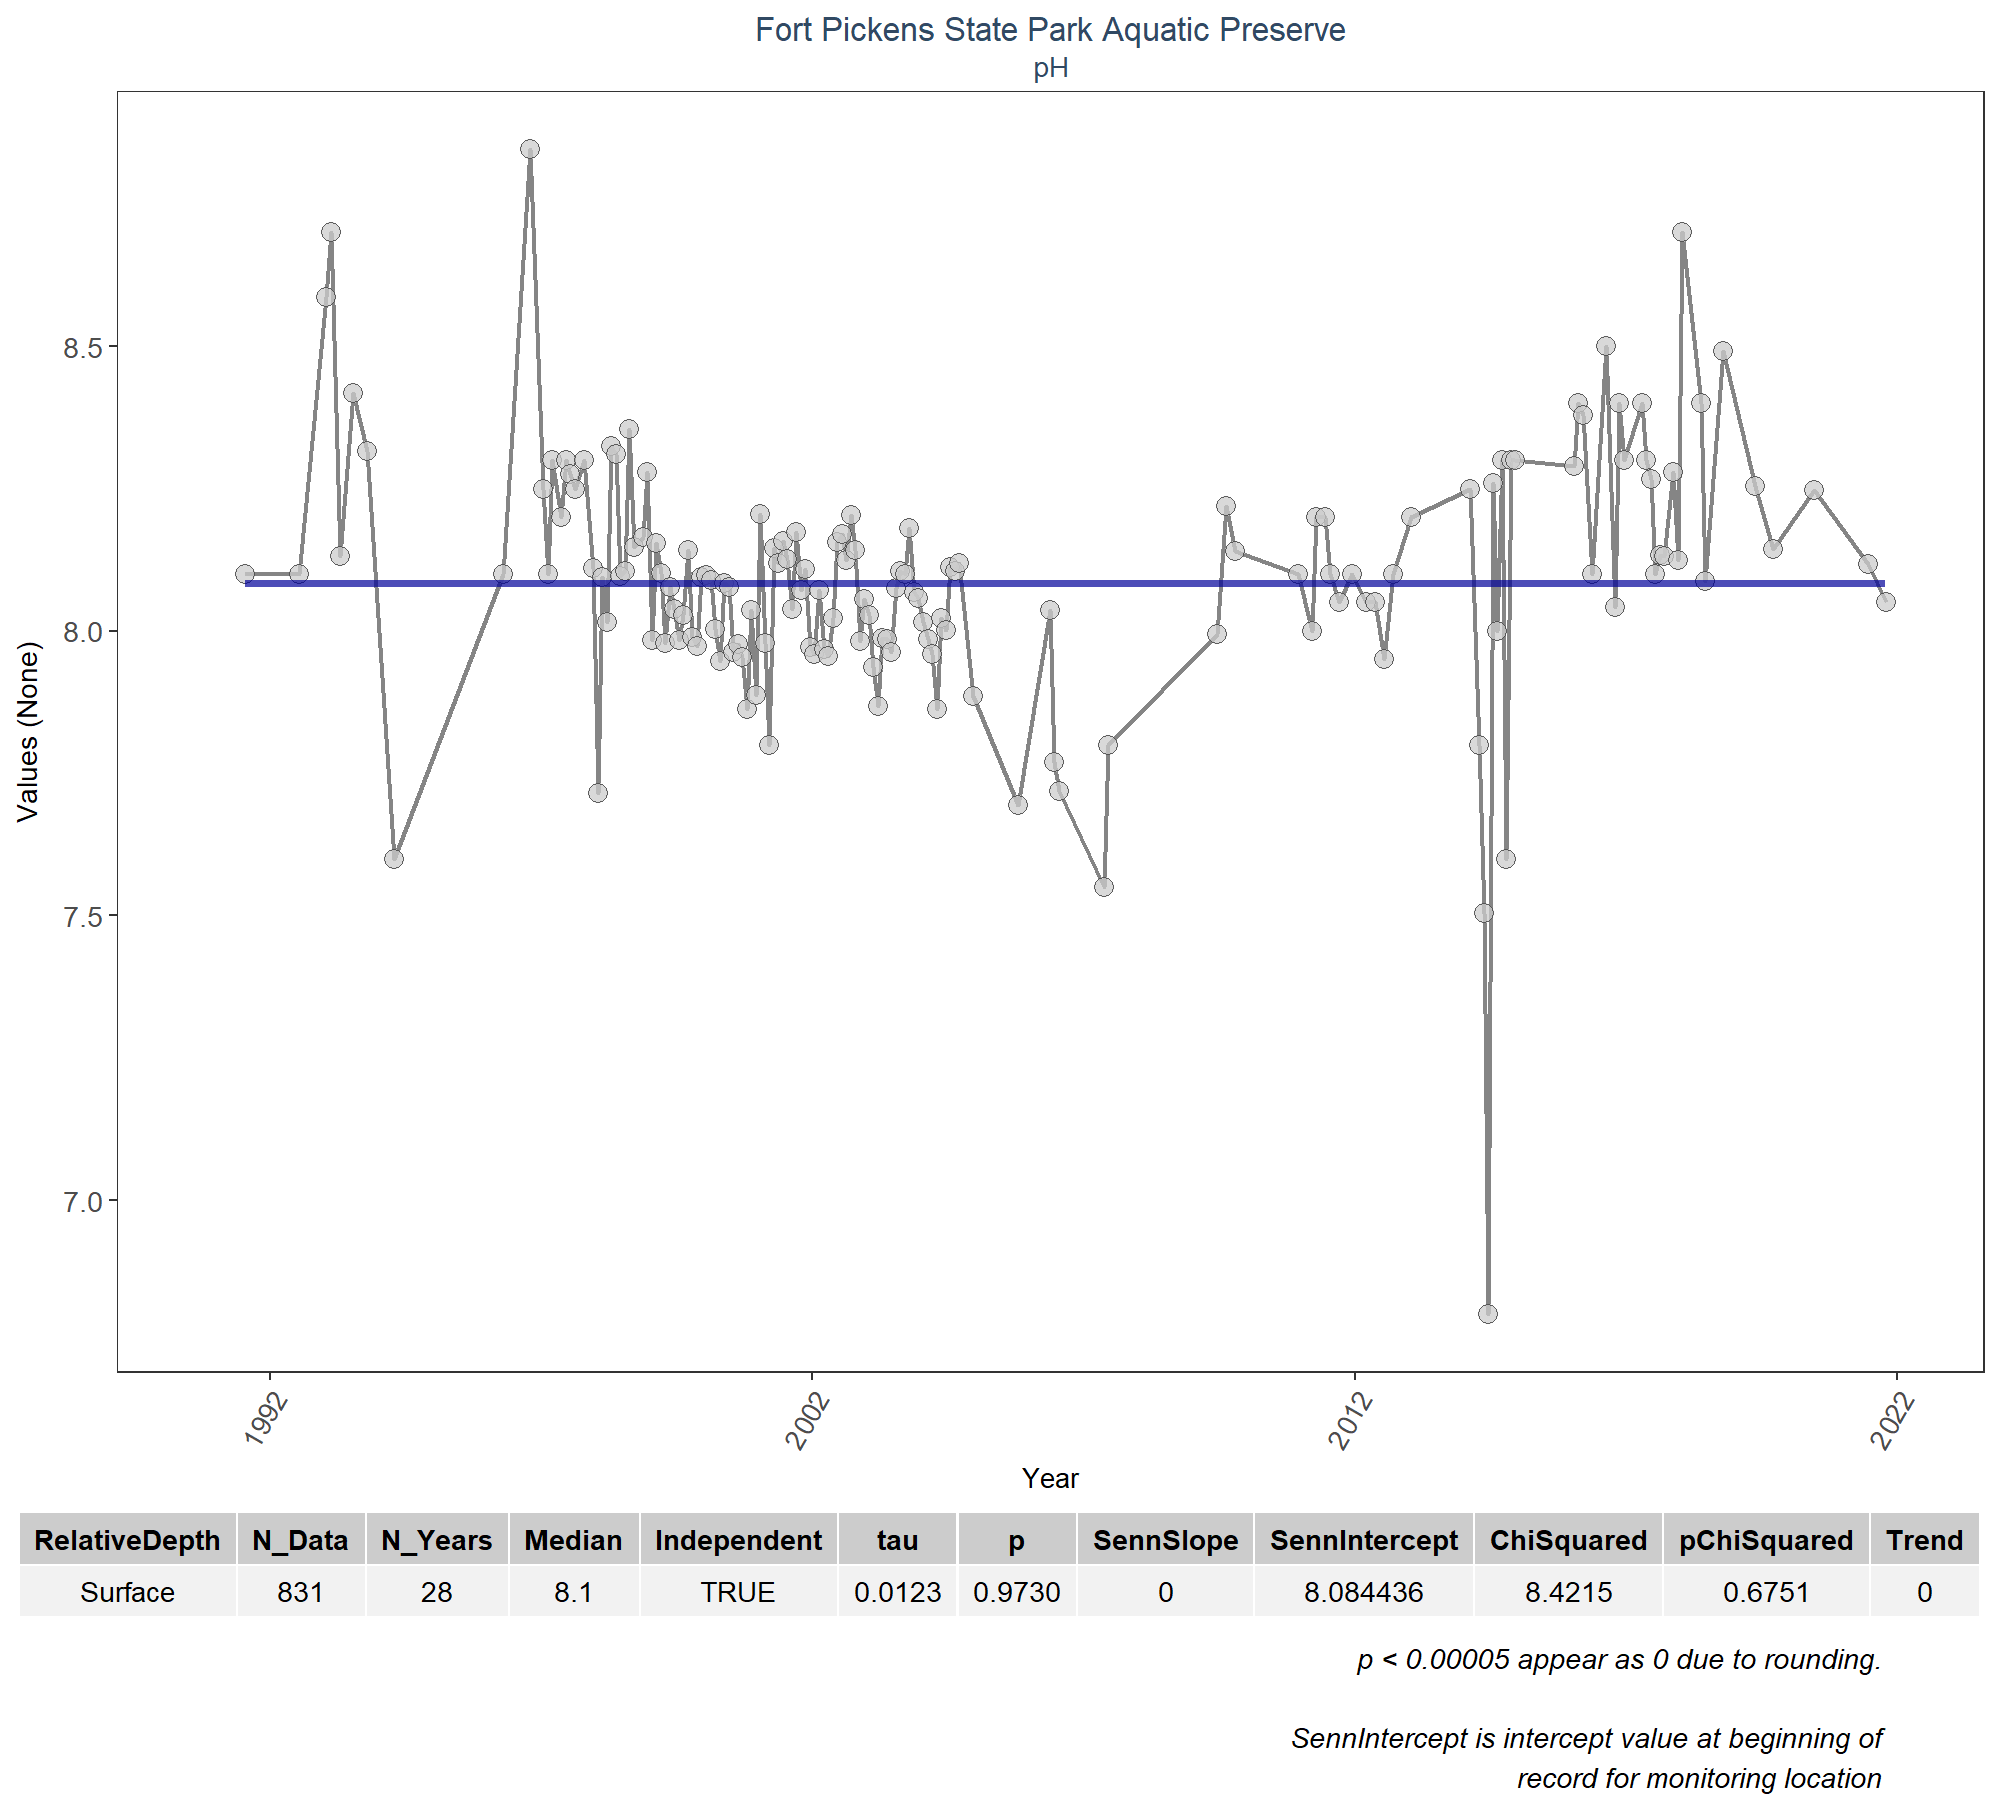 Fort Pickens State Park Aquatic Preserve
pH
8.5
8.0
7.5
7.0
Values (None)
1992
2002
2012
2022
Year
RelativeDepth N_Data N_Years Median Independent tau p SennSlope SennIntercept ChiSquared pChiSquared Trend
Surface 831 28 8.1 TRUE 0.0123 0.9730 0 8.084436 8.4215 0.6751 0
p < 0.00005 appear as 0 due to rounding.
SennIntercept is intercept value at beginning of
record for monitoring location